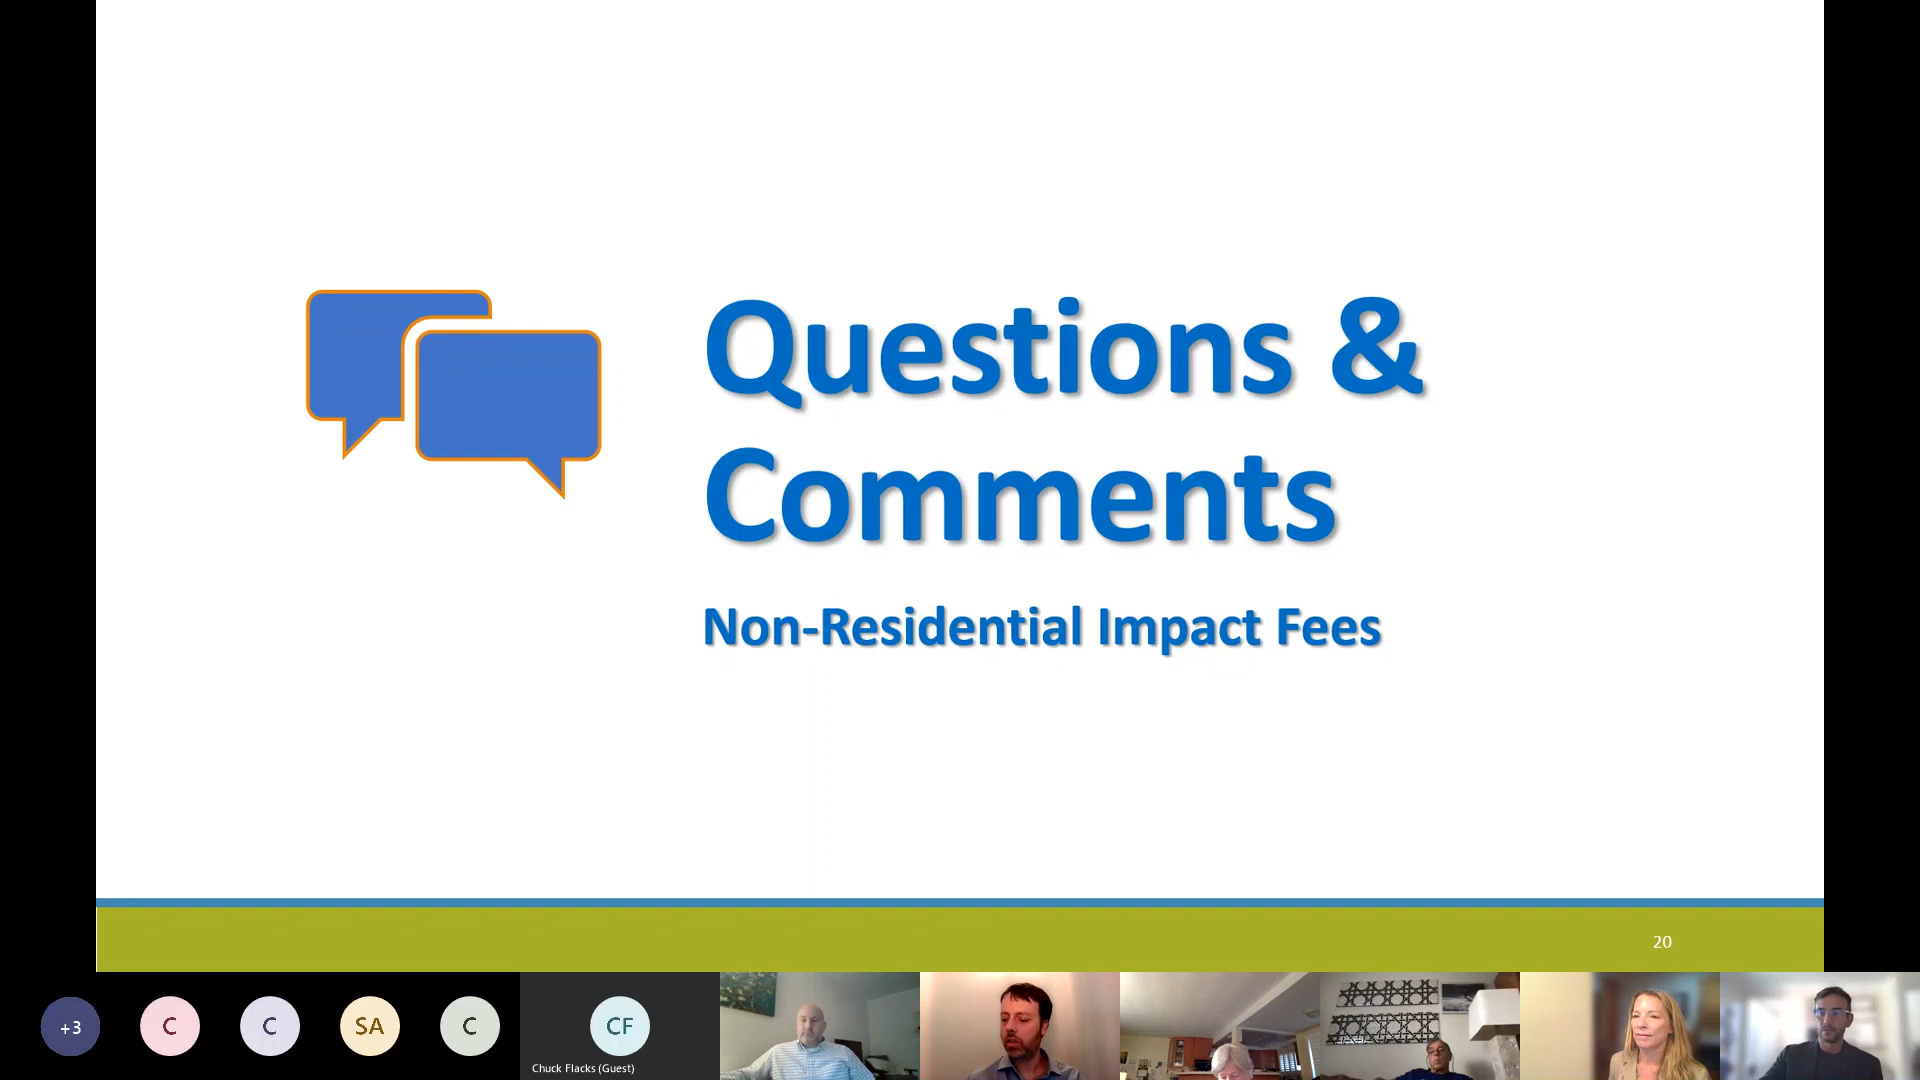 Questions &
Comments
Non-Residential Impact Fees
20
+3
C
C
SA
C
CF
Chuck Flacks (Guest)